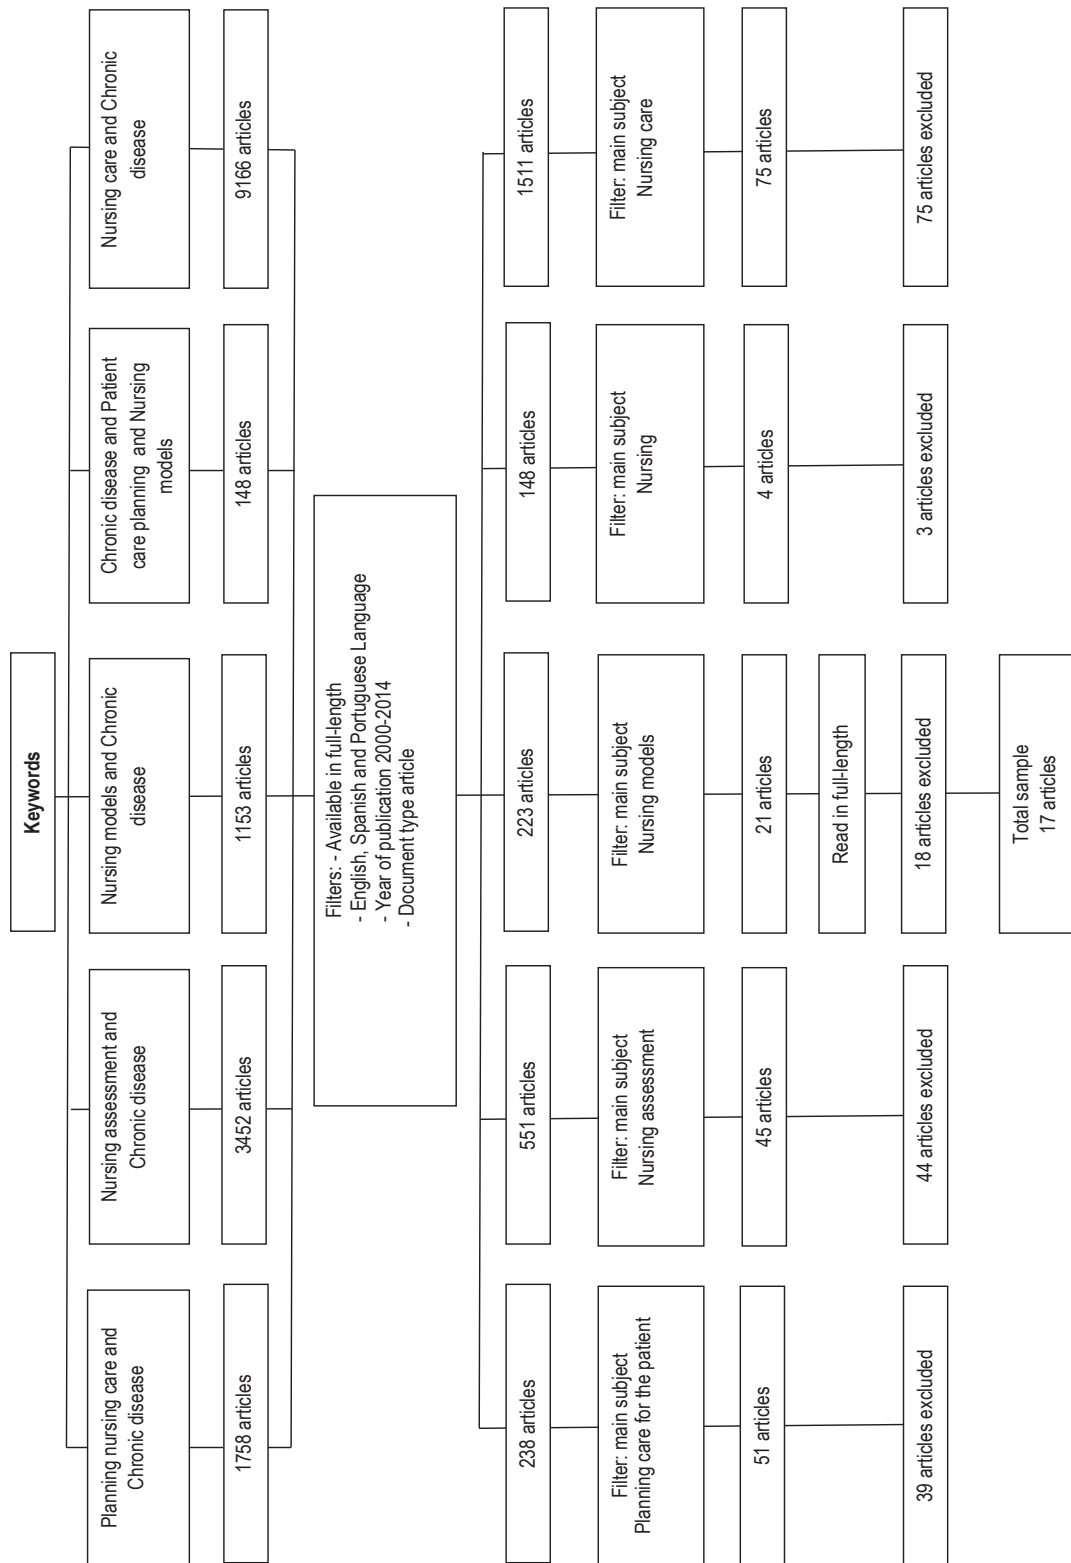 Keywords
Planning nursing care and
Chronic disease
Nursing assessment and
Chronic disease
Nursing models and Chronic
disease
Chronic disease and Patient
care planning and Nursing
models
Nursing care and Chronic
disease
1758 articles
3452 articles
1153 articles
148 articles
9166 articles
Filters: - Available in full-length
- English, Spanish and Portuguese Language
- Year of publication 2000-2014
- Document type article
238 articles
551 articles
223 articles
148 articles
1511 articles
Filter: main subject
Planning care for the patient
Filter: main subject
Nursing assessment
Filter: main subject
Nursing models
Filter: main subject
Nursing
Filter: main subject
Nursing care
51 articles
45 articles
21 articles
4 articles
75 articles
Read in full-length
39 articles excluded
44 articles excluded
18 articles excluded
3 articles excluded
75 articles excluded
Total sample
17 articles